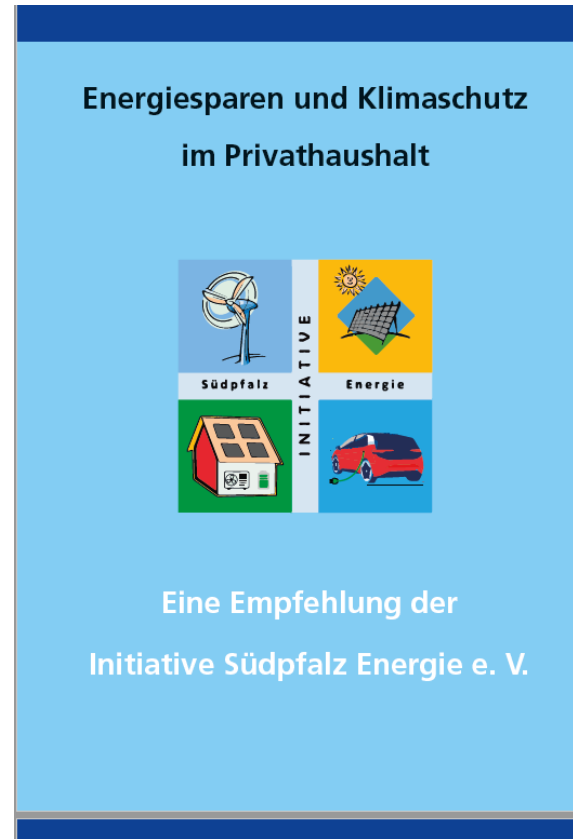 Energiesparen und Klimaschutz
im Privathaushalt
INITIATIVE
Südpfalz
Energie
Eine Empfehlung der
Initiative Südpfalz Energie e. V.